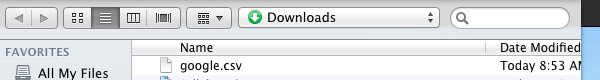 Downloads
Name Date Modified
FAVORITES
google.csv Today 8:53 AM
All My Files